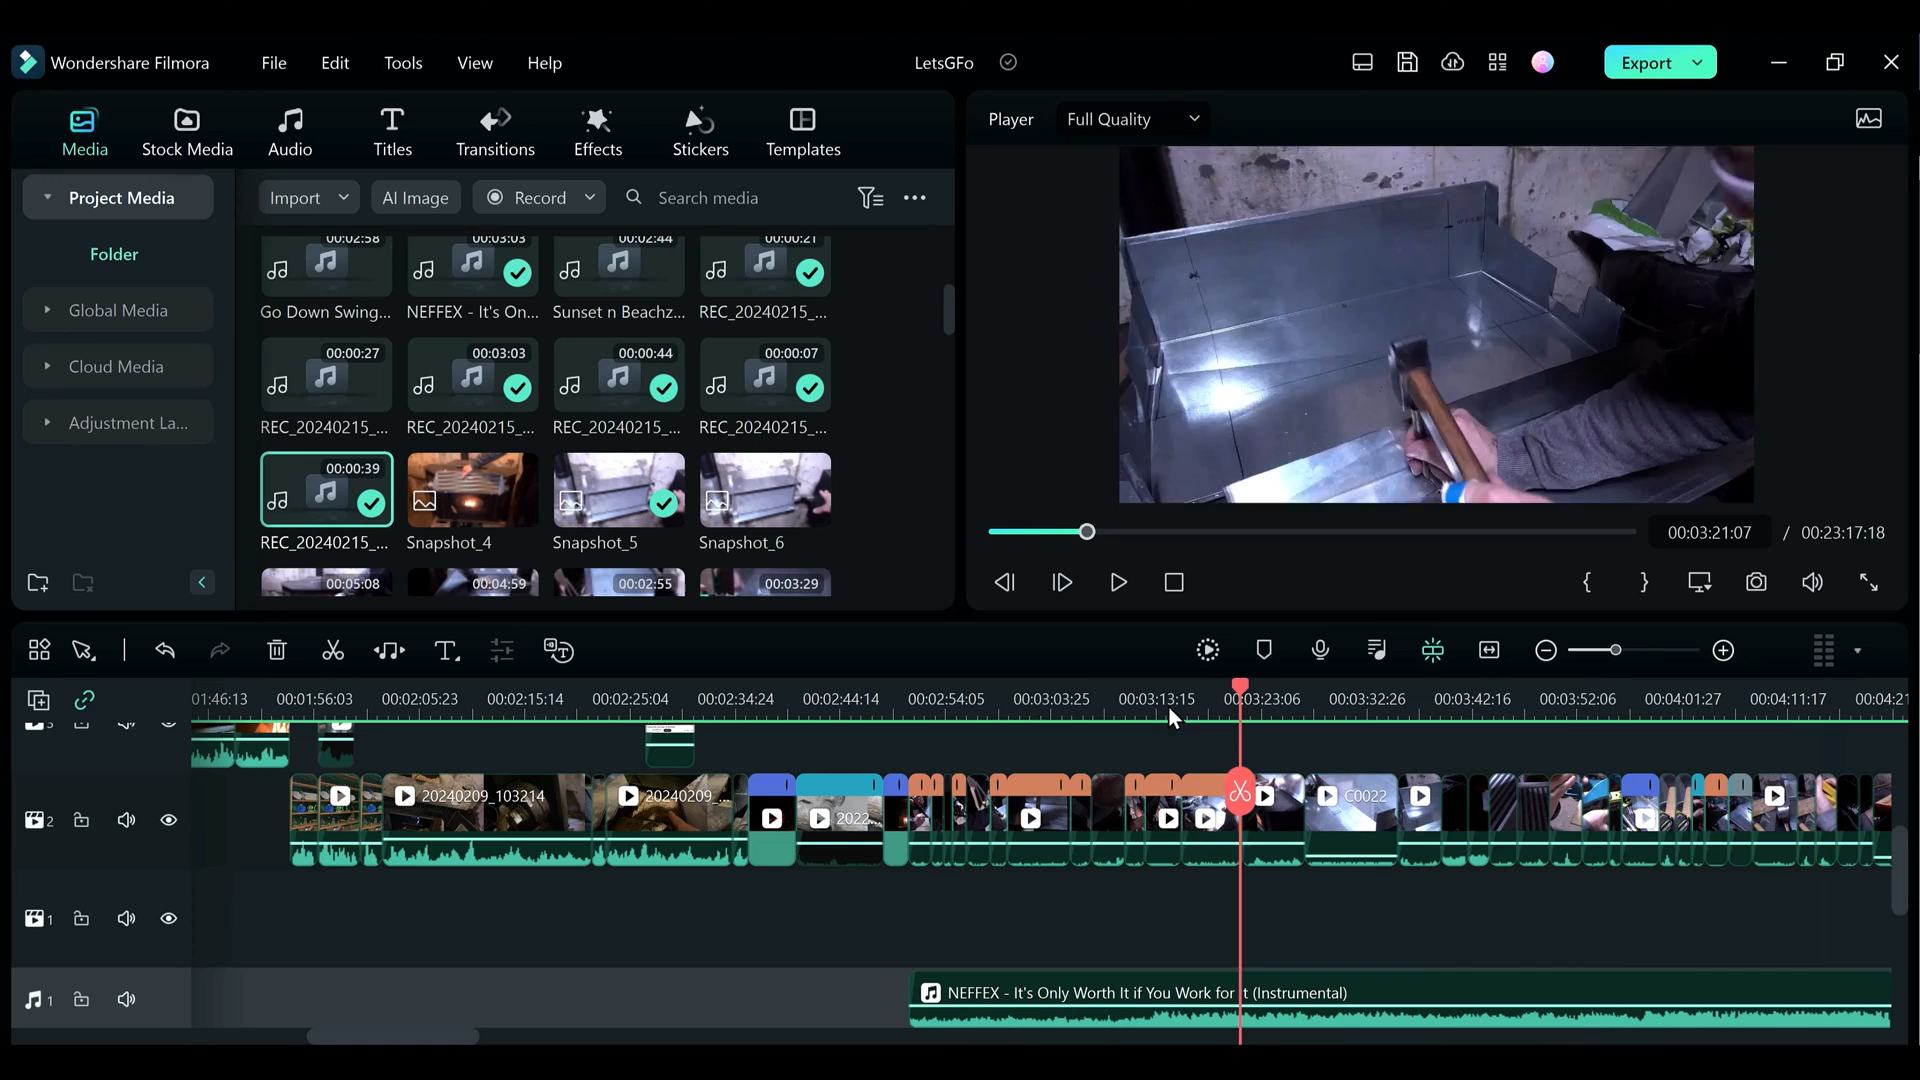 Wondershare Filmora
File
Edit
Tools
View
Help
LetsGFo
Export
Media
Stock Media
Audio
Titles
Transitions
Effects
Stickers
Templates
Player
Full Quality
Project Media
Import
AI Image
Record
Search media
Folder
Global Media
Cloud Media
Adjustment La...
00:02:58
00:03:03
00:02:44
00:00:21
Go Down Swing...
NEFFEX - It's On...
Sunset n Beachz...
REC_20240215_...
00:00:27
00:03:03
00:00:44
00:00:07
REC_20240215_...
REC_20240215_...
REC_20240215_...
REC_20240215_...
00:00:39
REC_20240215_...
Snapshot_4
Snapshot_5
Snapshot_6
00:05:08
00:04:59
00:02:55
00:03:29
00:03:21:07 / 00:23:17:18
01:46:13
00:01:56:03
00:02:05:23
00:02:15:14
00:02:25:04
00:02:34:24
00:02:44:14
00:02:54:05
00:03:03:25
00:03:13:15
00:03:23:06
00:03:32:26
00:03:42:16
00:03:52:06
00:04:01:27
00:04:11:17
00:04:21
2
20240209_103214
20240209_...
2022...
C0022
1
1
NEFFEX - It's Only Worth It if You Work for It (Instrumental)